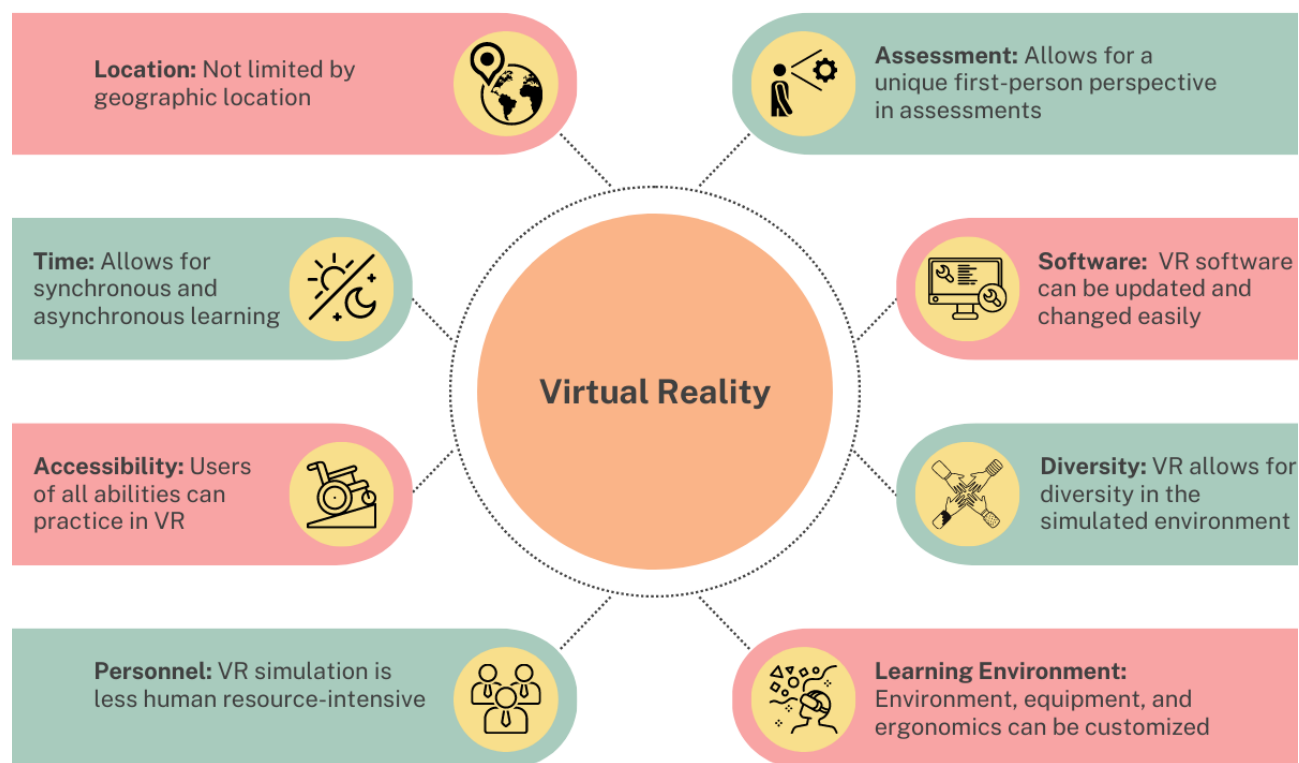 Location: Not limited by
geographic location
Assessment: Allows for a
unique first-person perspective
in assessments
Time: Allows for
synchronous and
asynchronous learning
Software: VR software
can be updated and
changed easily
Virtual Reality
Accessibility: Users
of all abilities can
practice in VR
Diversity: VR allows for
diversity in the
simulated environment
Personnel: VR simulation is
less human resource-intensive
Learning Environment:
Environment, equipment, and
ergonomics can be customized